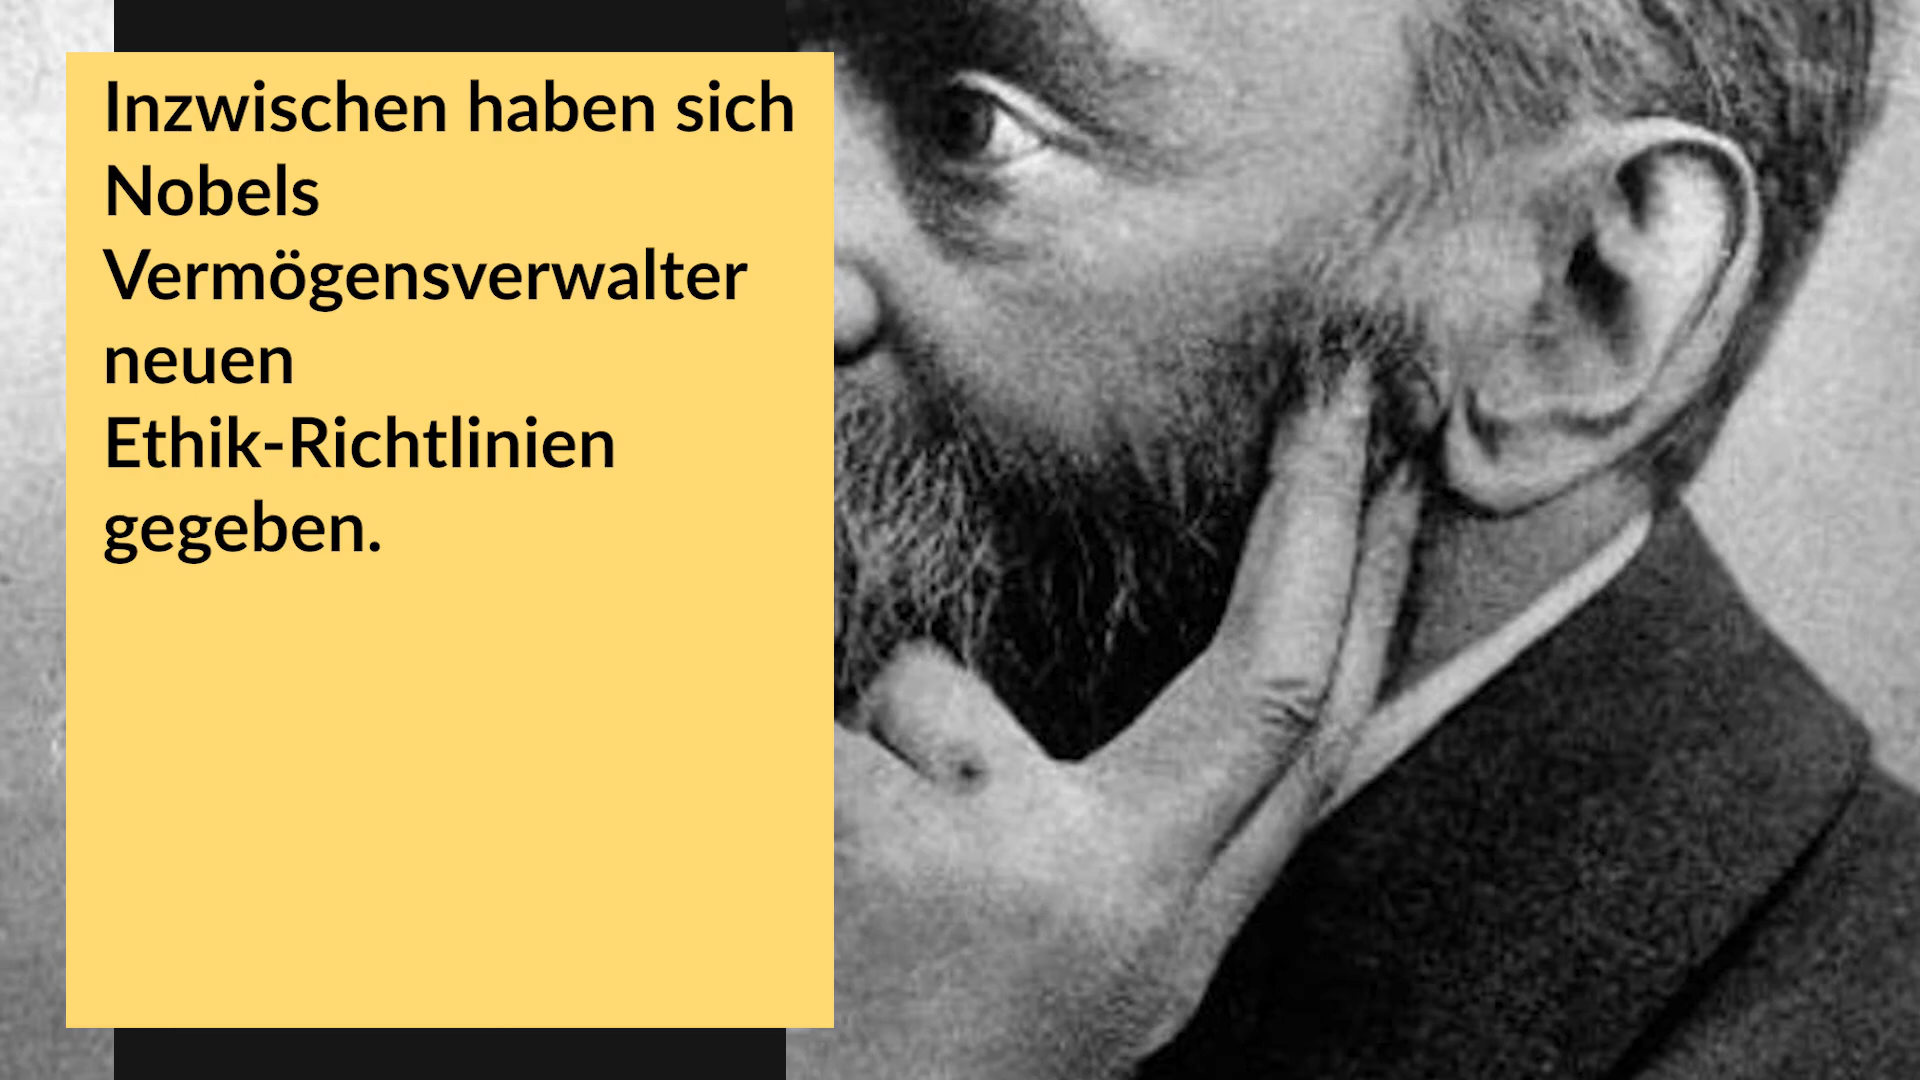 Inzwischen haben sich
Nobels
Vermögensverwalter
neuen
Ethik-Richtlinien
gegeben.